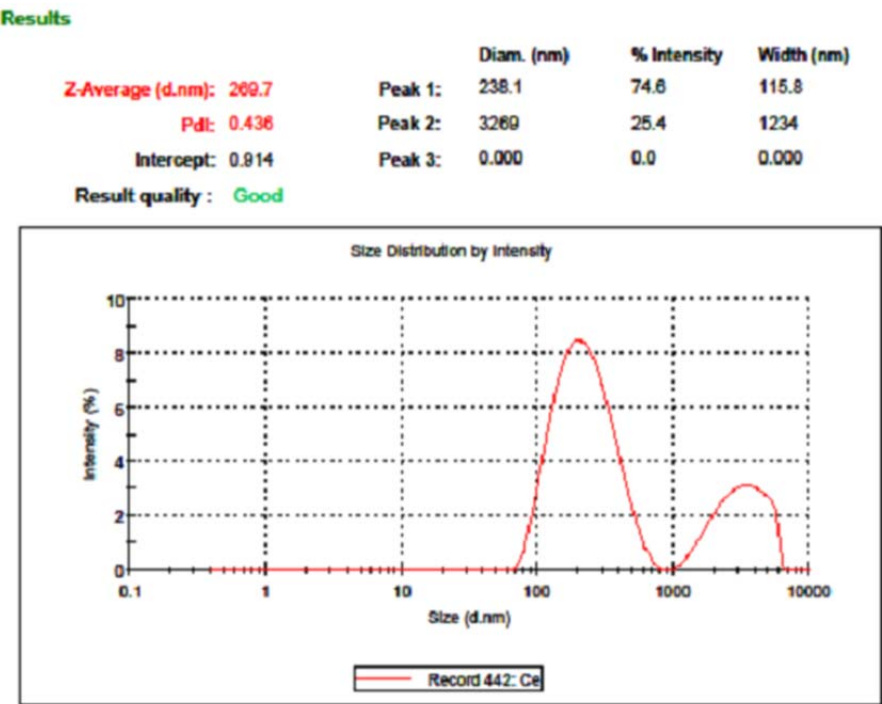 Results
Diam. (nm) % Intensity Width (nm)
Z-Average (d.nm): 269.7 Peak 1: 238.1 74.6 115.8
PdI: 0.436 Peak 2: 3269 25.4 1234
Intercept: 0.914 Peak 3: 0.000 0.0 0.000
Result quality : Good
Size Distribution by Intensity
10
8
6
4
2
0
Intensity (%)
0.1 1 10 100 1000 10000
Size (d.nm)
Record 442: Ce